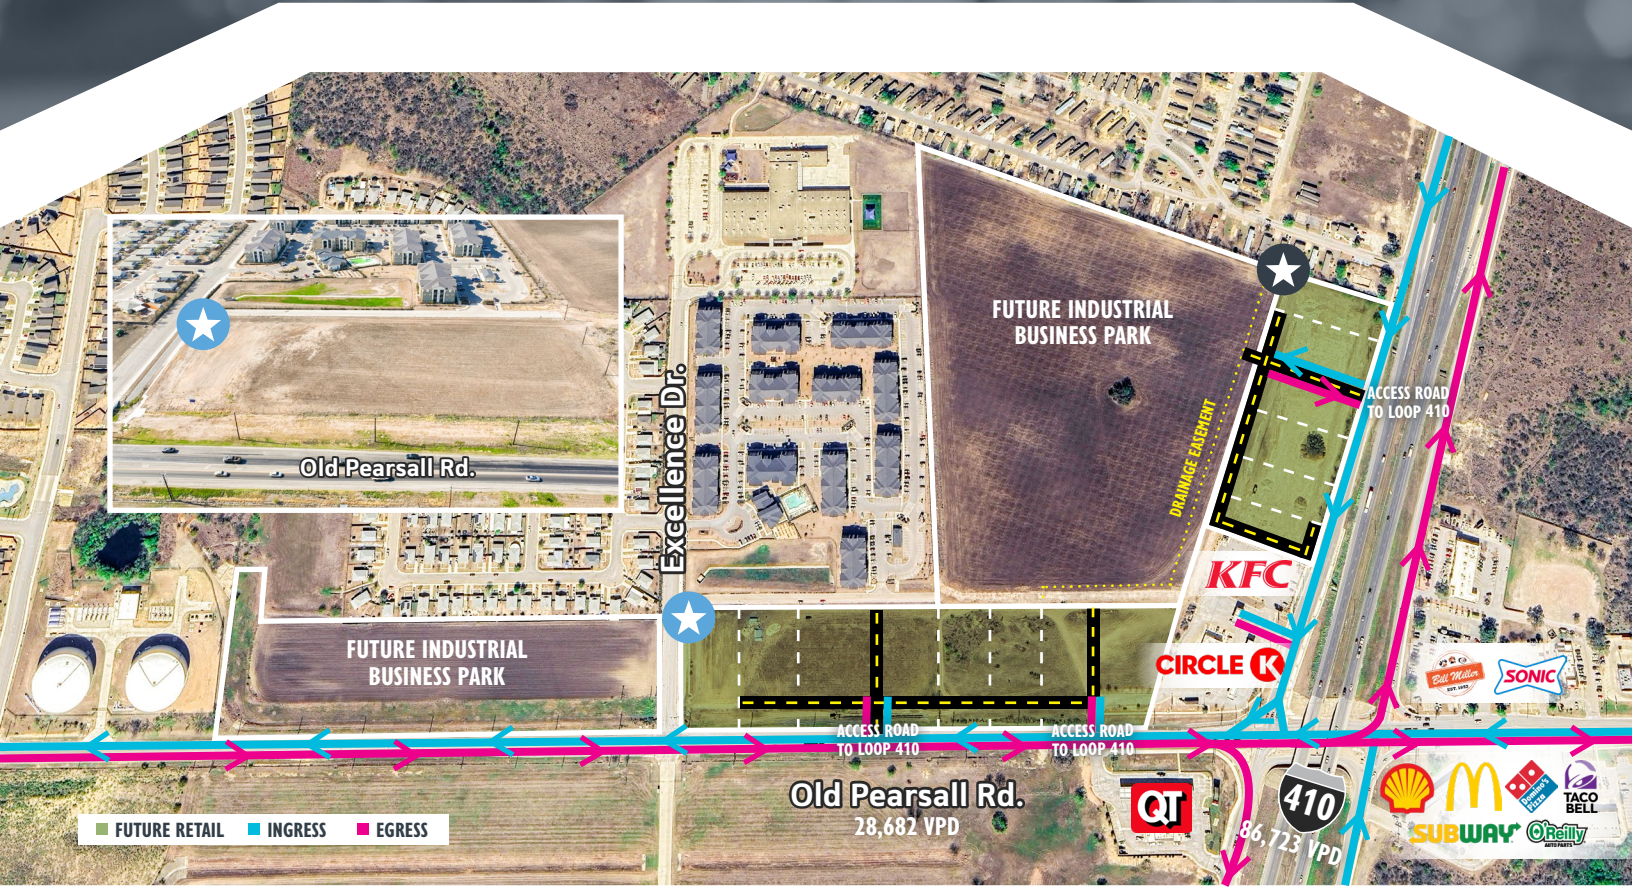 FUTURE INDUSTRIAL
BUSINESS PARK
ACCESS ROAD
TO LOOP 410
DRAINAGE EASEMENT
Old Pearsall Rd.
Excellence Dr.
KFC
FUTURE INDUSTRIAL
BUSINESS PARK
CIRCLE K
Bill Miller
EST. 1953
SONIC
ACCESS ROAD
TO LOOP 410
ACCESS ROAD
TO LOOP 410
Old Pearsall Rd.
28,682 VPD
QT
410
86,723 VPD
Domino's
Pizza
TACO
BELL
SUBWAY
O'Reilly
AUTO PARTS
FUTURE RETAIL
INGRESS
EGRESS